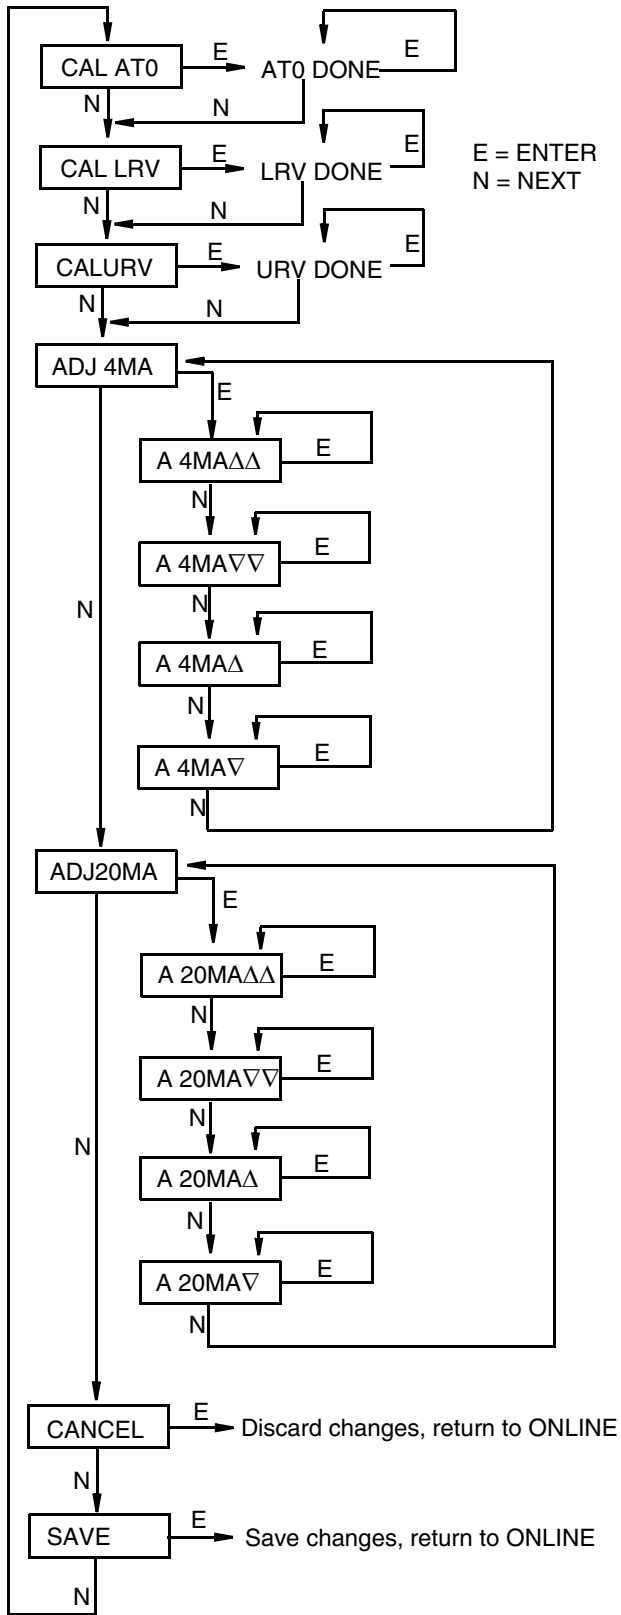 E
CAL AT0
E
AT0 DONE
N
N
E
CAL LRV
E
LRV DONE
E = ENTER
N = NEXT
N
N
E
CALURV
E
URV DONE
N
N
ADJ 4MA
E
E
A 4MA∆∆
N
E
A 4MA∇∇
N
N
E
A 4MA∆
N
E
A 4MA∇
N
ADJ20MA
E
E
A 20MA∆∆
N
E
A 20MA∇∇
N
N
E
A 20MA∆
N
E
A 20MA∇
N
CANCEL
E
Discard changes, return to ONLINE
N
SAVE
E
Save changes, return to ONLINE
N